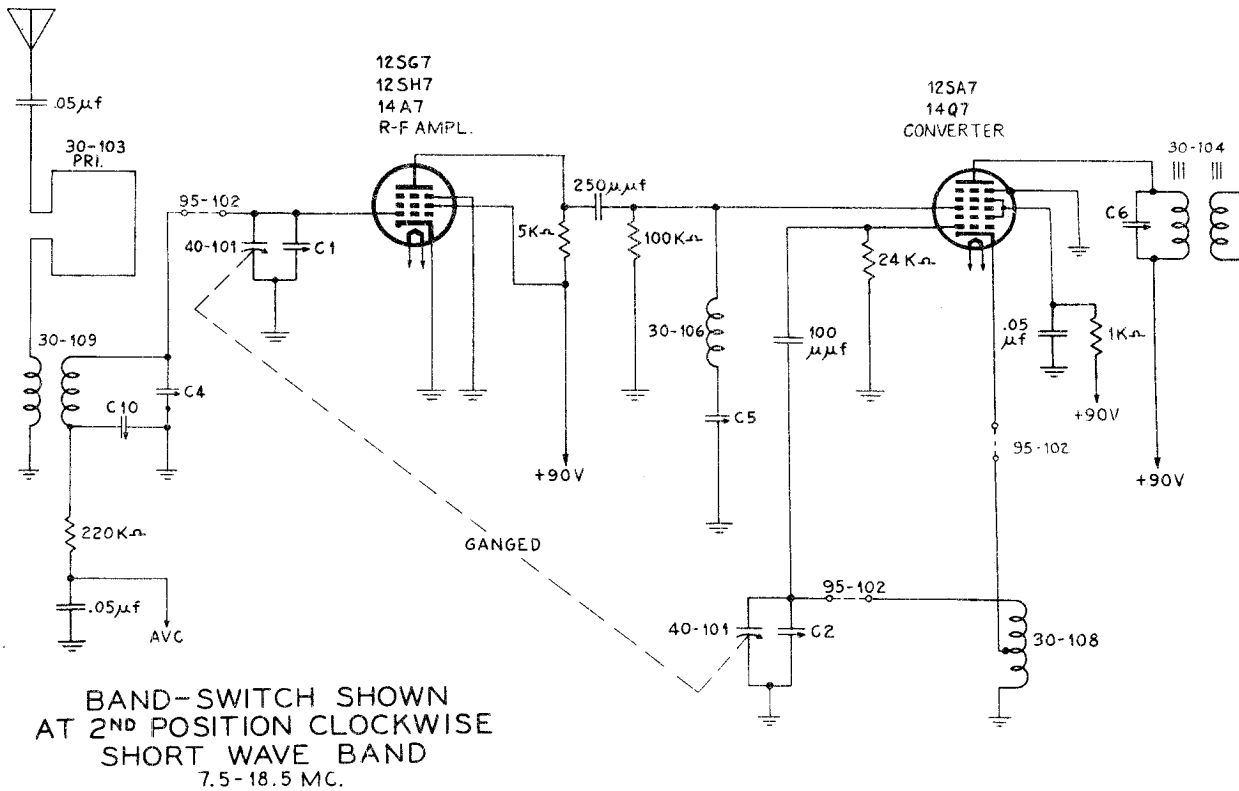 .05µf
30-103
PRI.
95-102
40-101
C1
12SG7
12SH7
14A7
R-F AMPL.
250µµf
5KΩ
100KΩ
12SA7
14Q7
CONVERTER
30-104
C6
24KΩ
30-106
100
µµf
.05
µf
1KΩ
+90V
30-109
C4
C10
C5
95-102
+90V
+90V
220KΩ
GANGED
.05µf
AVC
95-102
40-101
C2
30-108
BAND-SWITCH SHOWN
AT 2ND POSITION CLOCKWISE
SHORT WAVE BAND
7.5-18.5 MC.